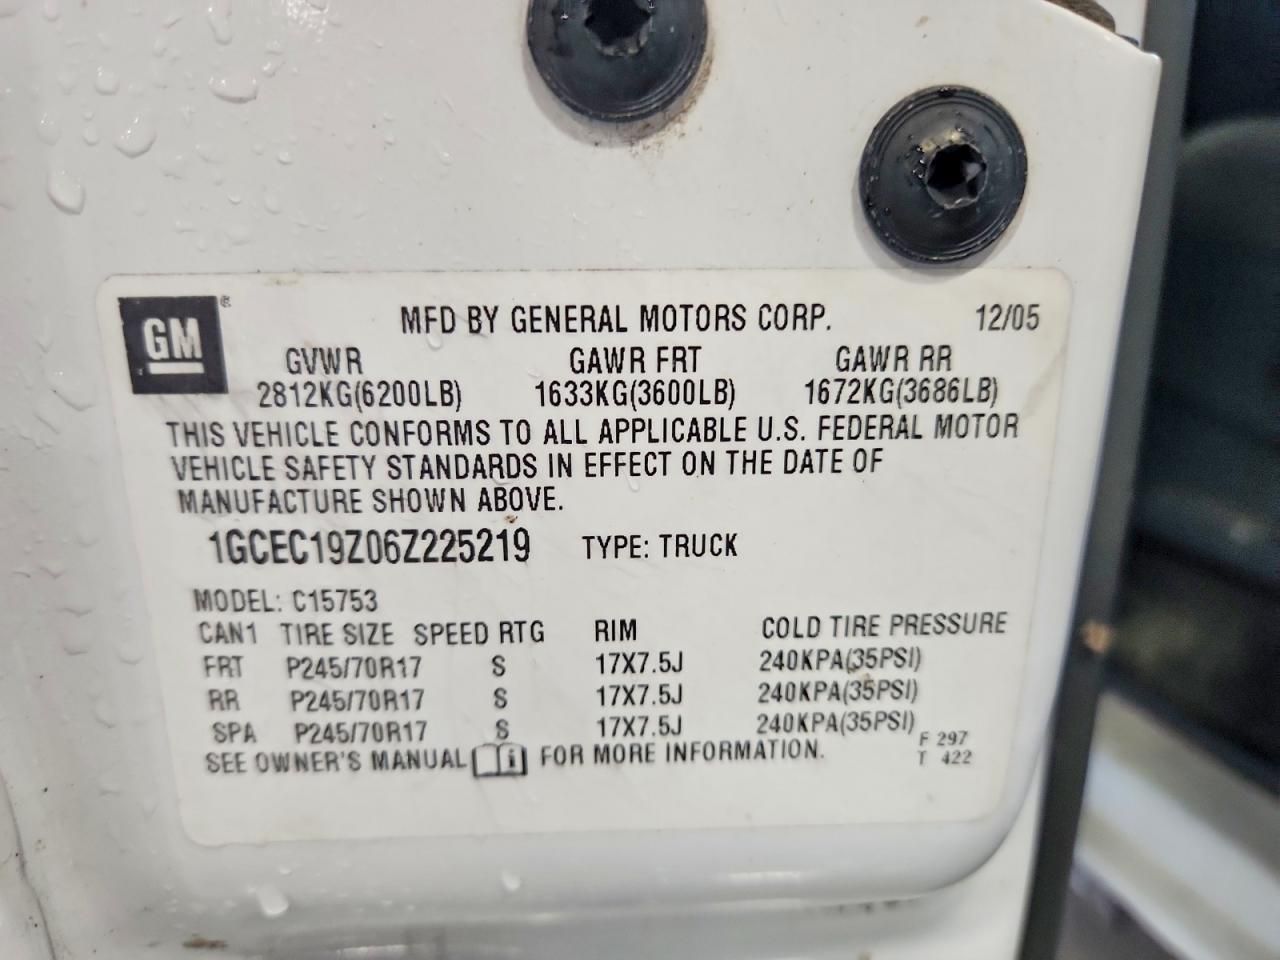 GM ®
MFD BY GENERAL MOTORS CORP. 12/05
GVWR GAWR FRT GAWR RR
2812KG(6200LB) 1633KG(3600LB) 1672KG(3686LB)
THIS VEHICLE CONFORMS TO ALL APPLICABLE U.S. FEDERAL MOTOR
VEHICLE SAFETY STANDARDS IN EFFECT ON THE DATE OF
MANUFACTURE SHOWN ABOVE.
1GCEC19Z06Z225219 TYPE: TRUCK
MODEL: C15753
CAN1 TIRE SIZE SPEED RTG RIM COLD TIRE PRESSURE
FRT P245/70R17 S 17X7.5J 240KPA(35PSI)
RR P245/70R17 S 17X7.5J 240KPA(35PSI)
SPA P245/70R17 S 17X7.5J 240KPA(35PSI)
SEE OWNER'S MANUAL i FOR MORE INFORMATION.
F 297
T 422